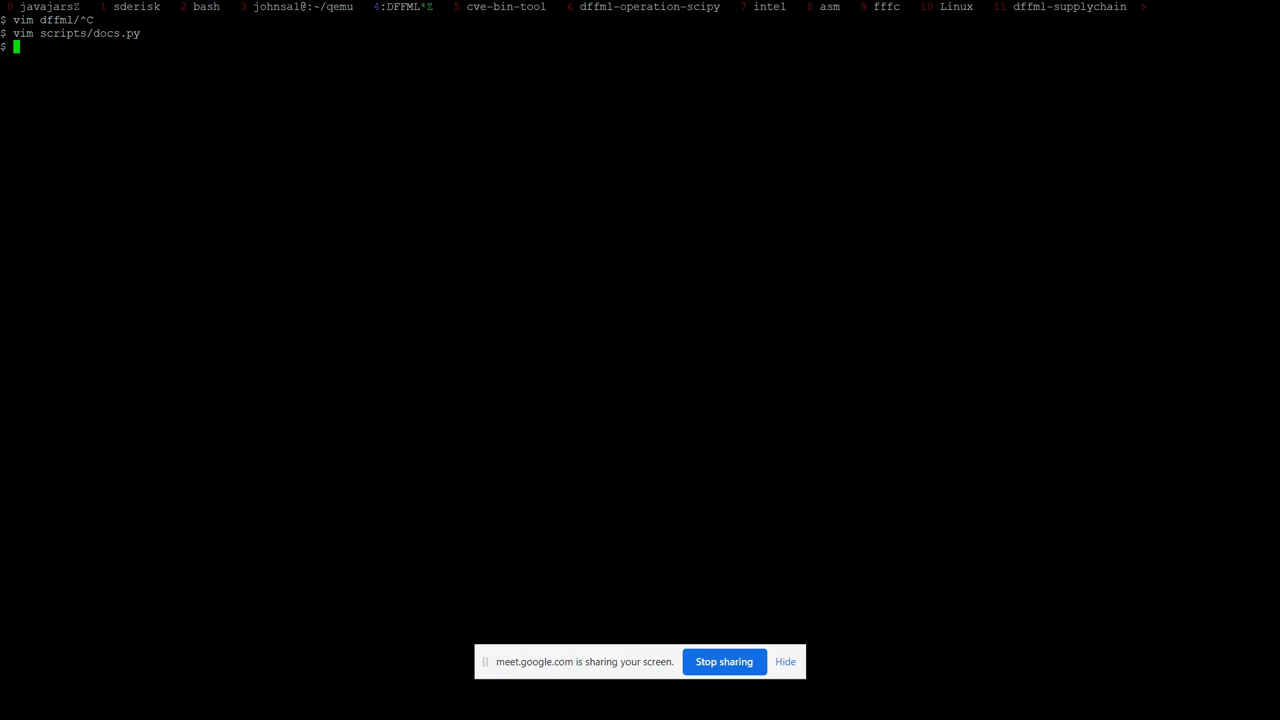 0 javajarsZ 1 sderisk 2 bash 3 johnsal@:~/qemu 4:DFFML*Z 5 cve-bin-tool 6 dffml-operation-scipy 7 intel 8 asm 9 fffc 10 Linux 11 dffml-supplychain >
$ vim dffml/^C
$ vim scripts/docs.py
$
meet.google.com is sharing your screen. Stop sharing Hide